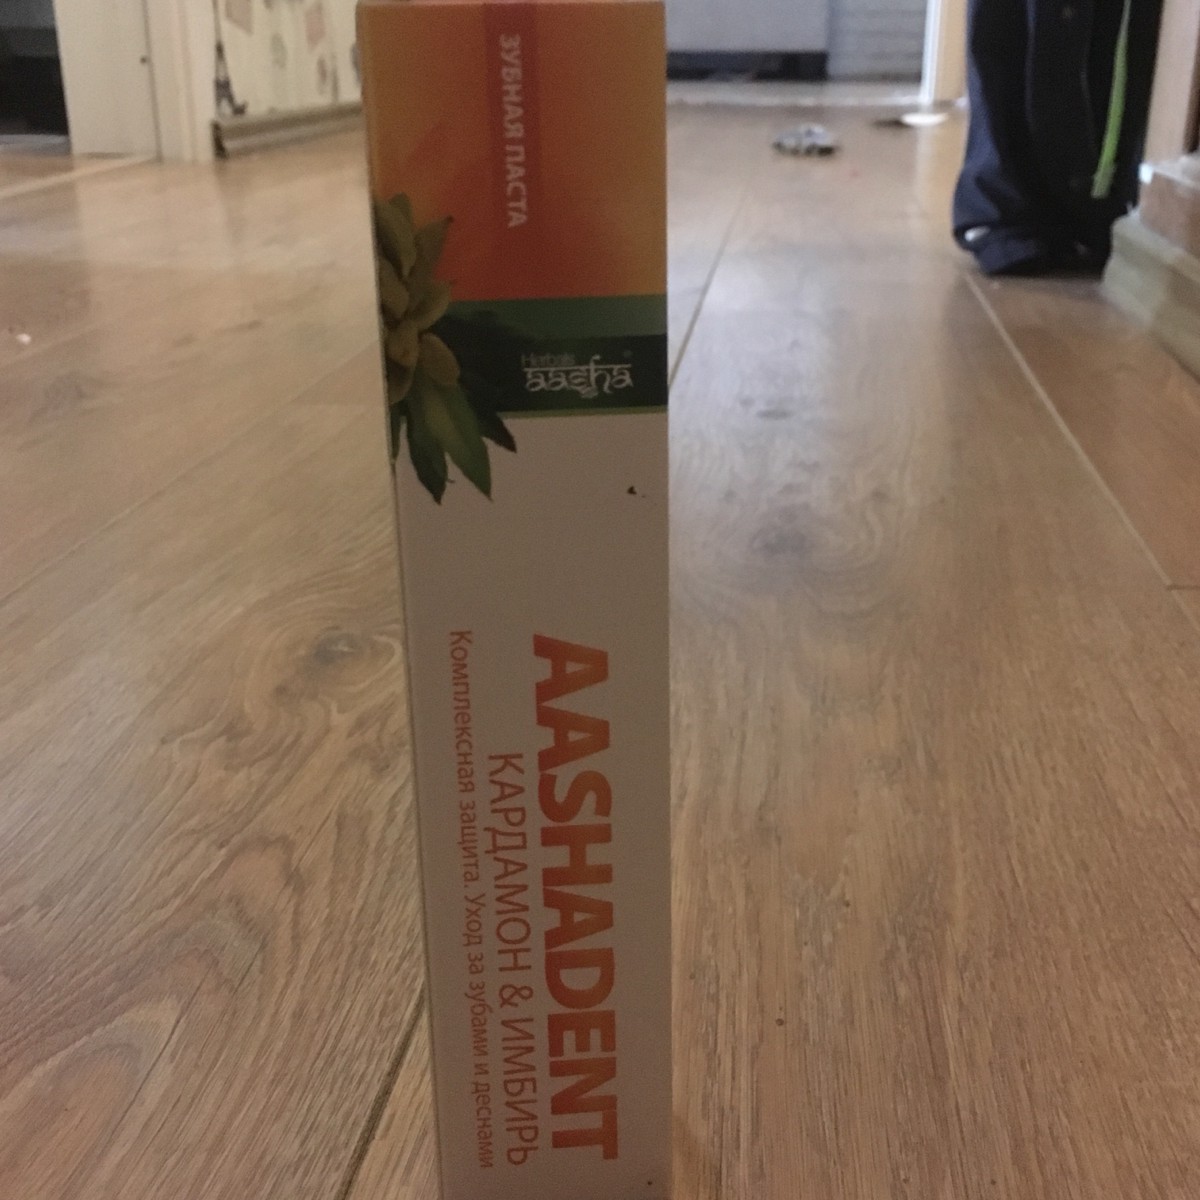 ЗУБНАЯ ПАСТА
Herbals
aasha
AASHADENT
КАРДАМОН & ИМБИРЬ
Комплексная защита. Уход за зубами и деснами